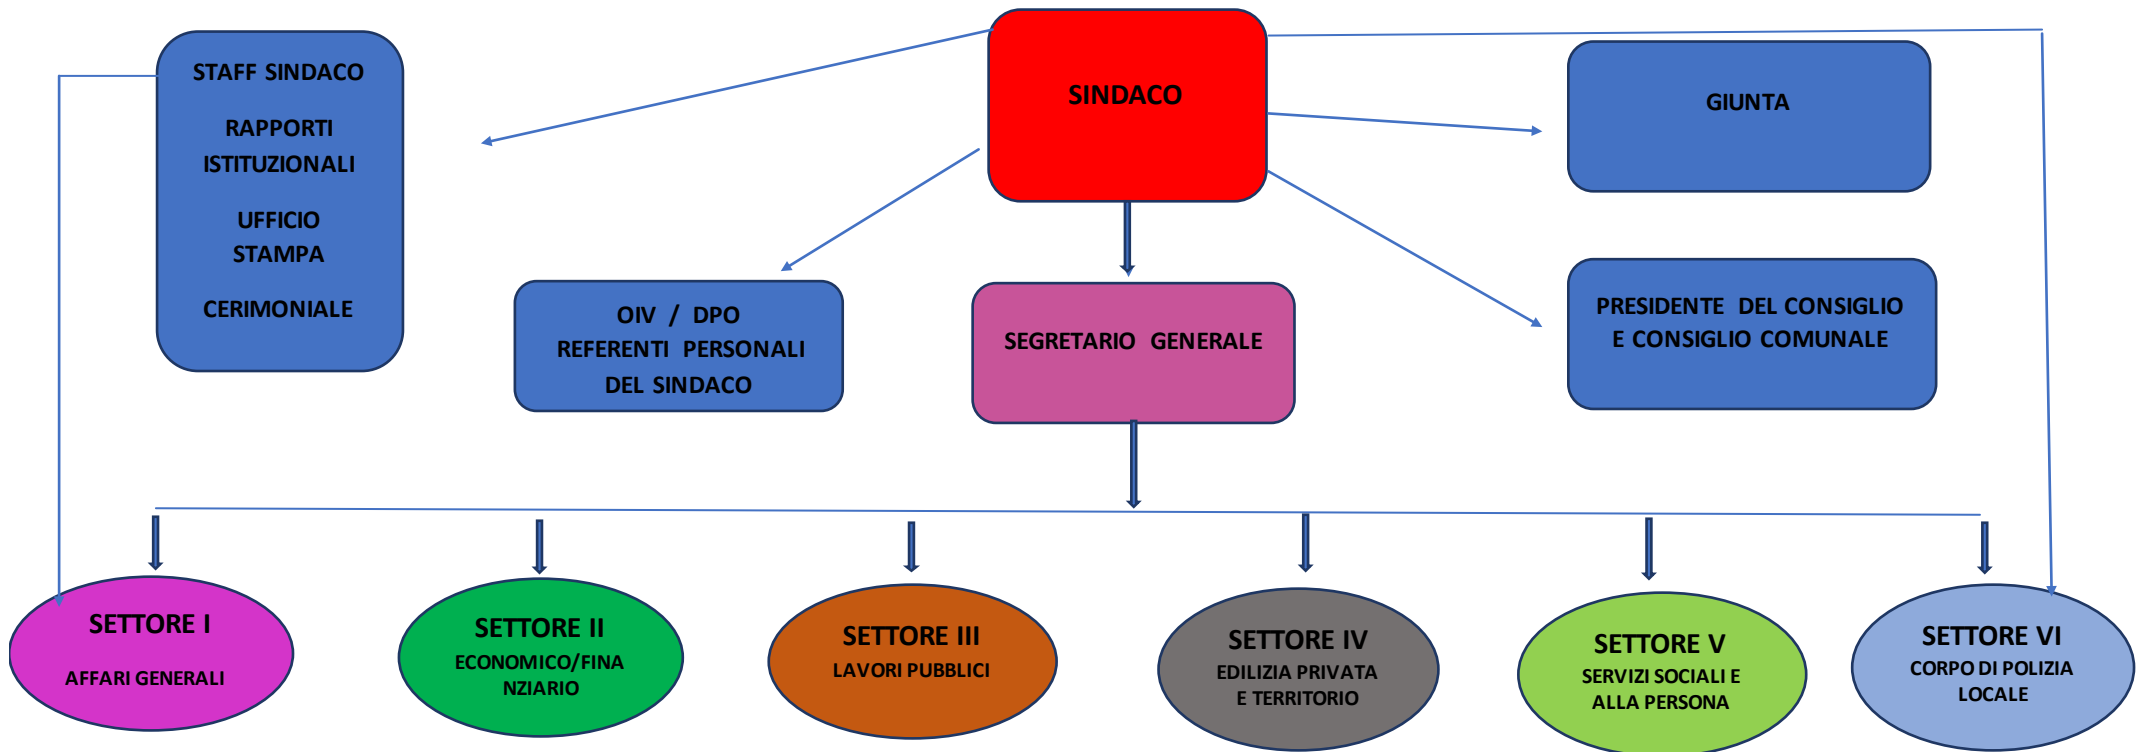 STAFF SINDACO
RAPPORTI
ISTITUZIONALI
UFFICIO
STAMPA
CERIMONIALE
SINDACO
GIUNTA
OIV / DPO
REFERENTI PERSONALI
DEL SINDACO
SEGRETARIO GENERALE
PRESIDENTE DEL CONSIGLIO
E CONSIGLIO COMUNALE
SETTORE I
AFFARI GENERALI
SETTORE II
ECONOMICO/FINA
NZIARIO
SETTORE III
LAVORI PUBBLICI
SETTORE IV
EDILIZIA PRIVATA
E TERRITORIO
SETTORE V
SERVIZI SOCIALI E
ALLA PERSONA
SETTORE VI
CORPO DI POLIZIA
LOCALE